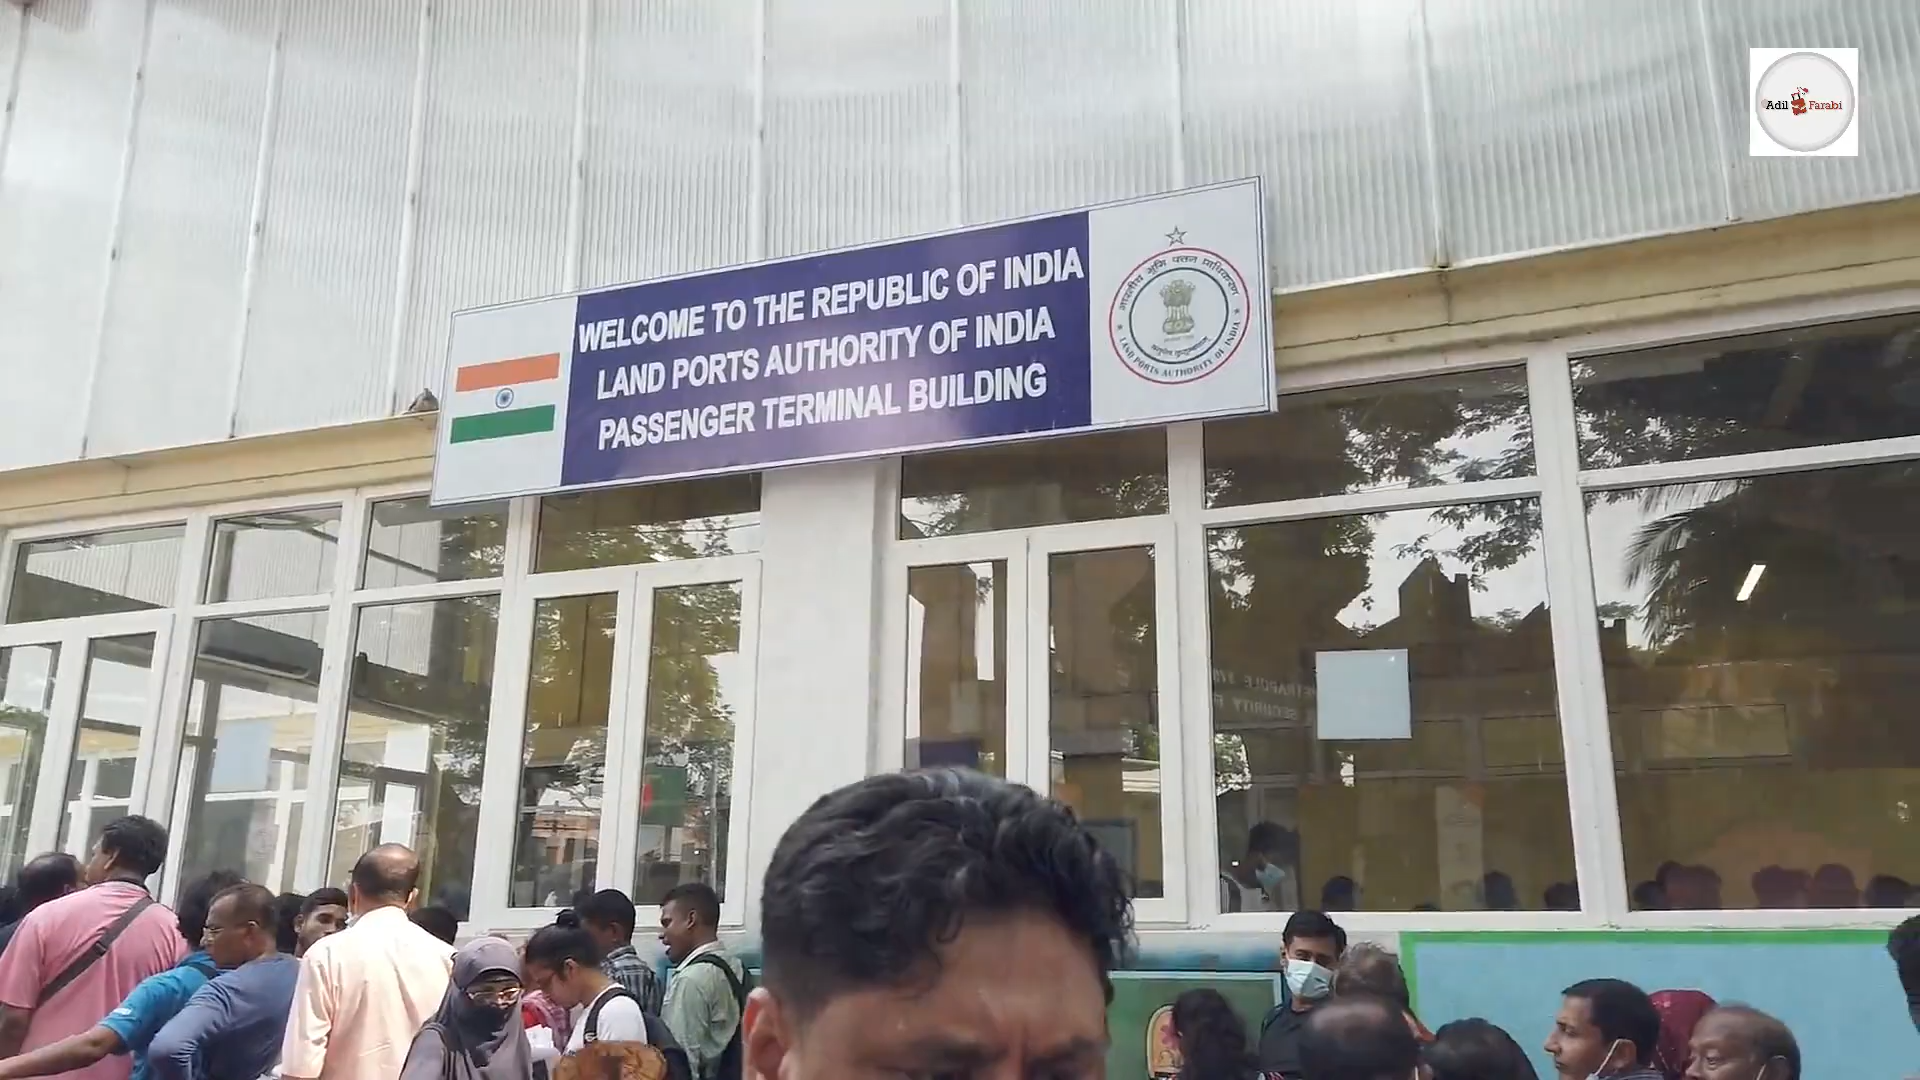 Adil Farabi
WELCOME TO THE REPUBLIC OF INDIA
LAND PORTS AUTHORITY OF INDIA
PASSENGER TERMINAL BUILDING
भारतीय भूमि पत्तन प्राधिकरण
LAND PORTS AUTHORITY OF INDIA